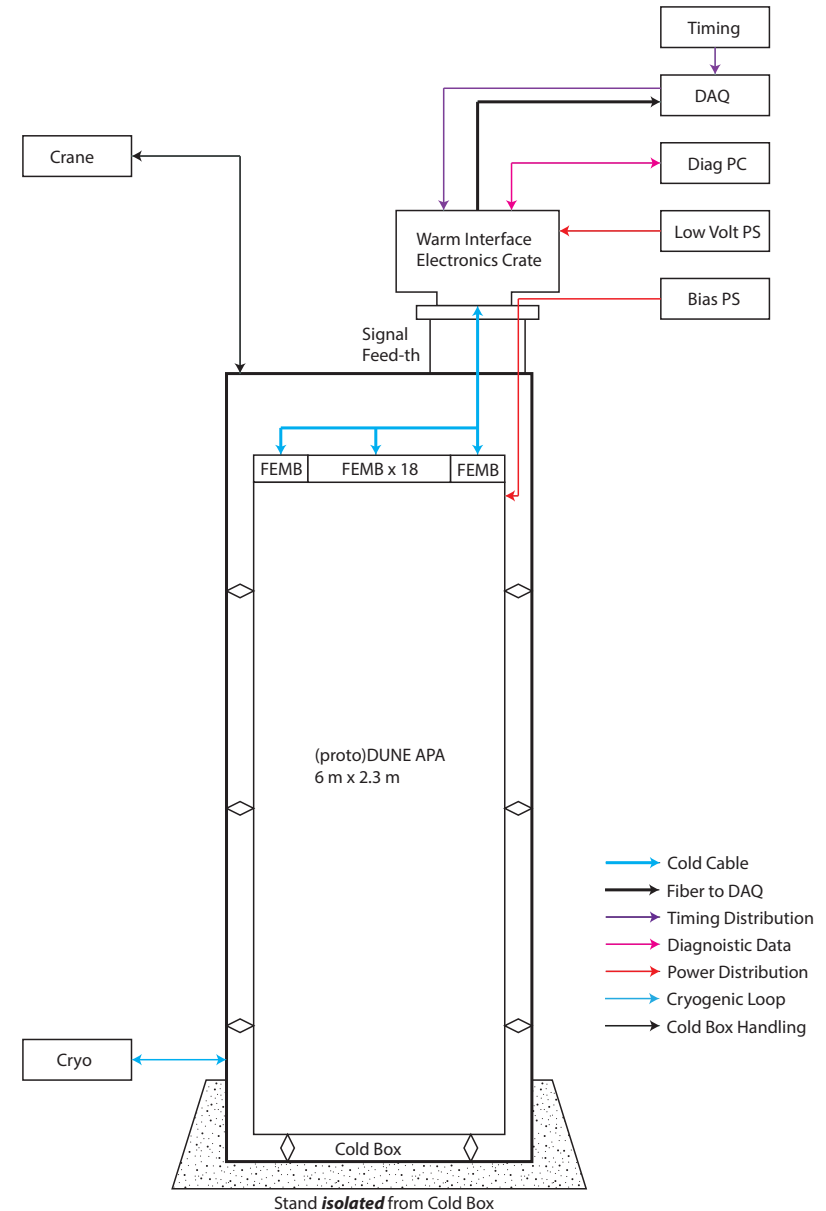 Timing
DAQ
Crane
Diag PC
Warm Interface
Electronics Crate
Low Volt PS
Bias PS
Signal
Feed-th
FEMB
FEMB x 18
FEMB
(proto)DUNE APA
6 m x 2.3 m
Cold Cable
Fiber to DAQ
Timing Distribution
Diagnoistic Data
Power Distribution
Cryogenic Loop
Cold Box Handling
Cryo
Cold Box
Stand isolated from Cold Box